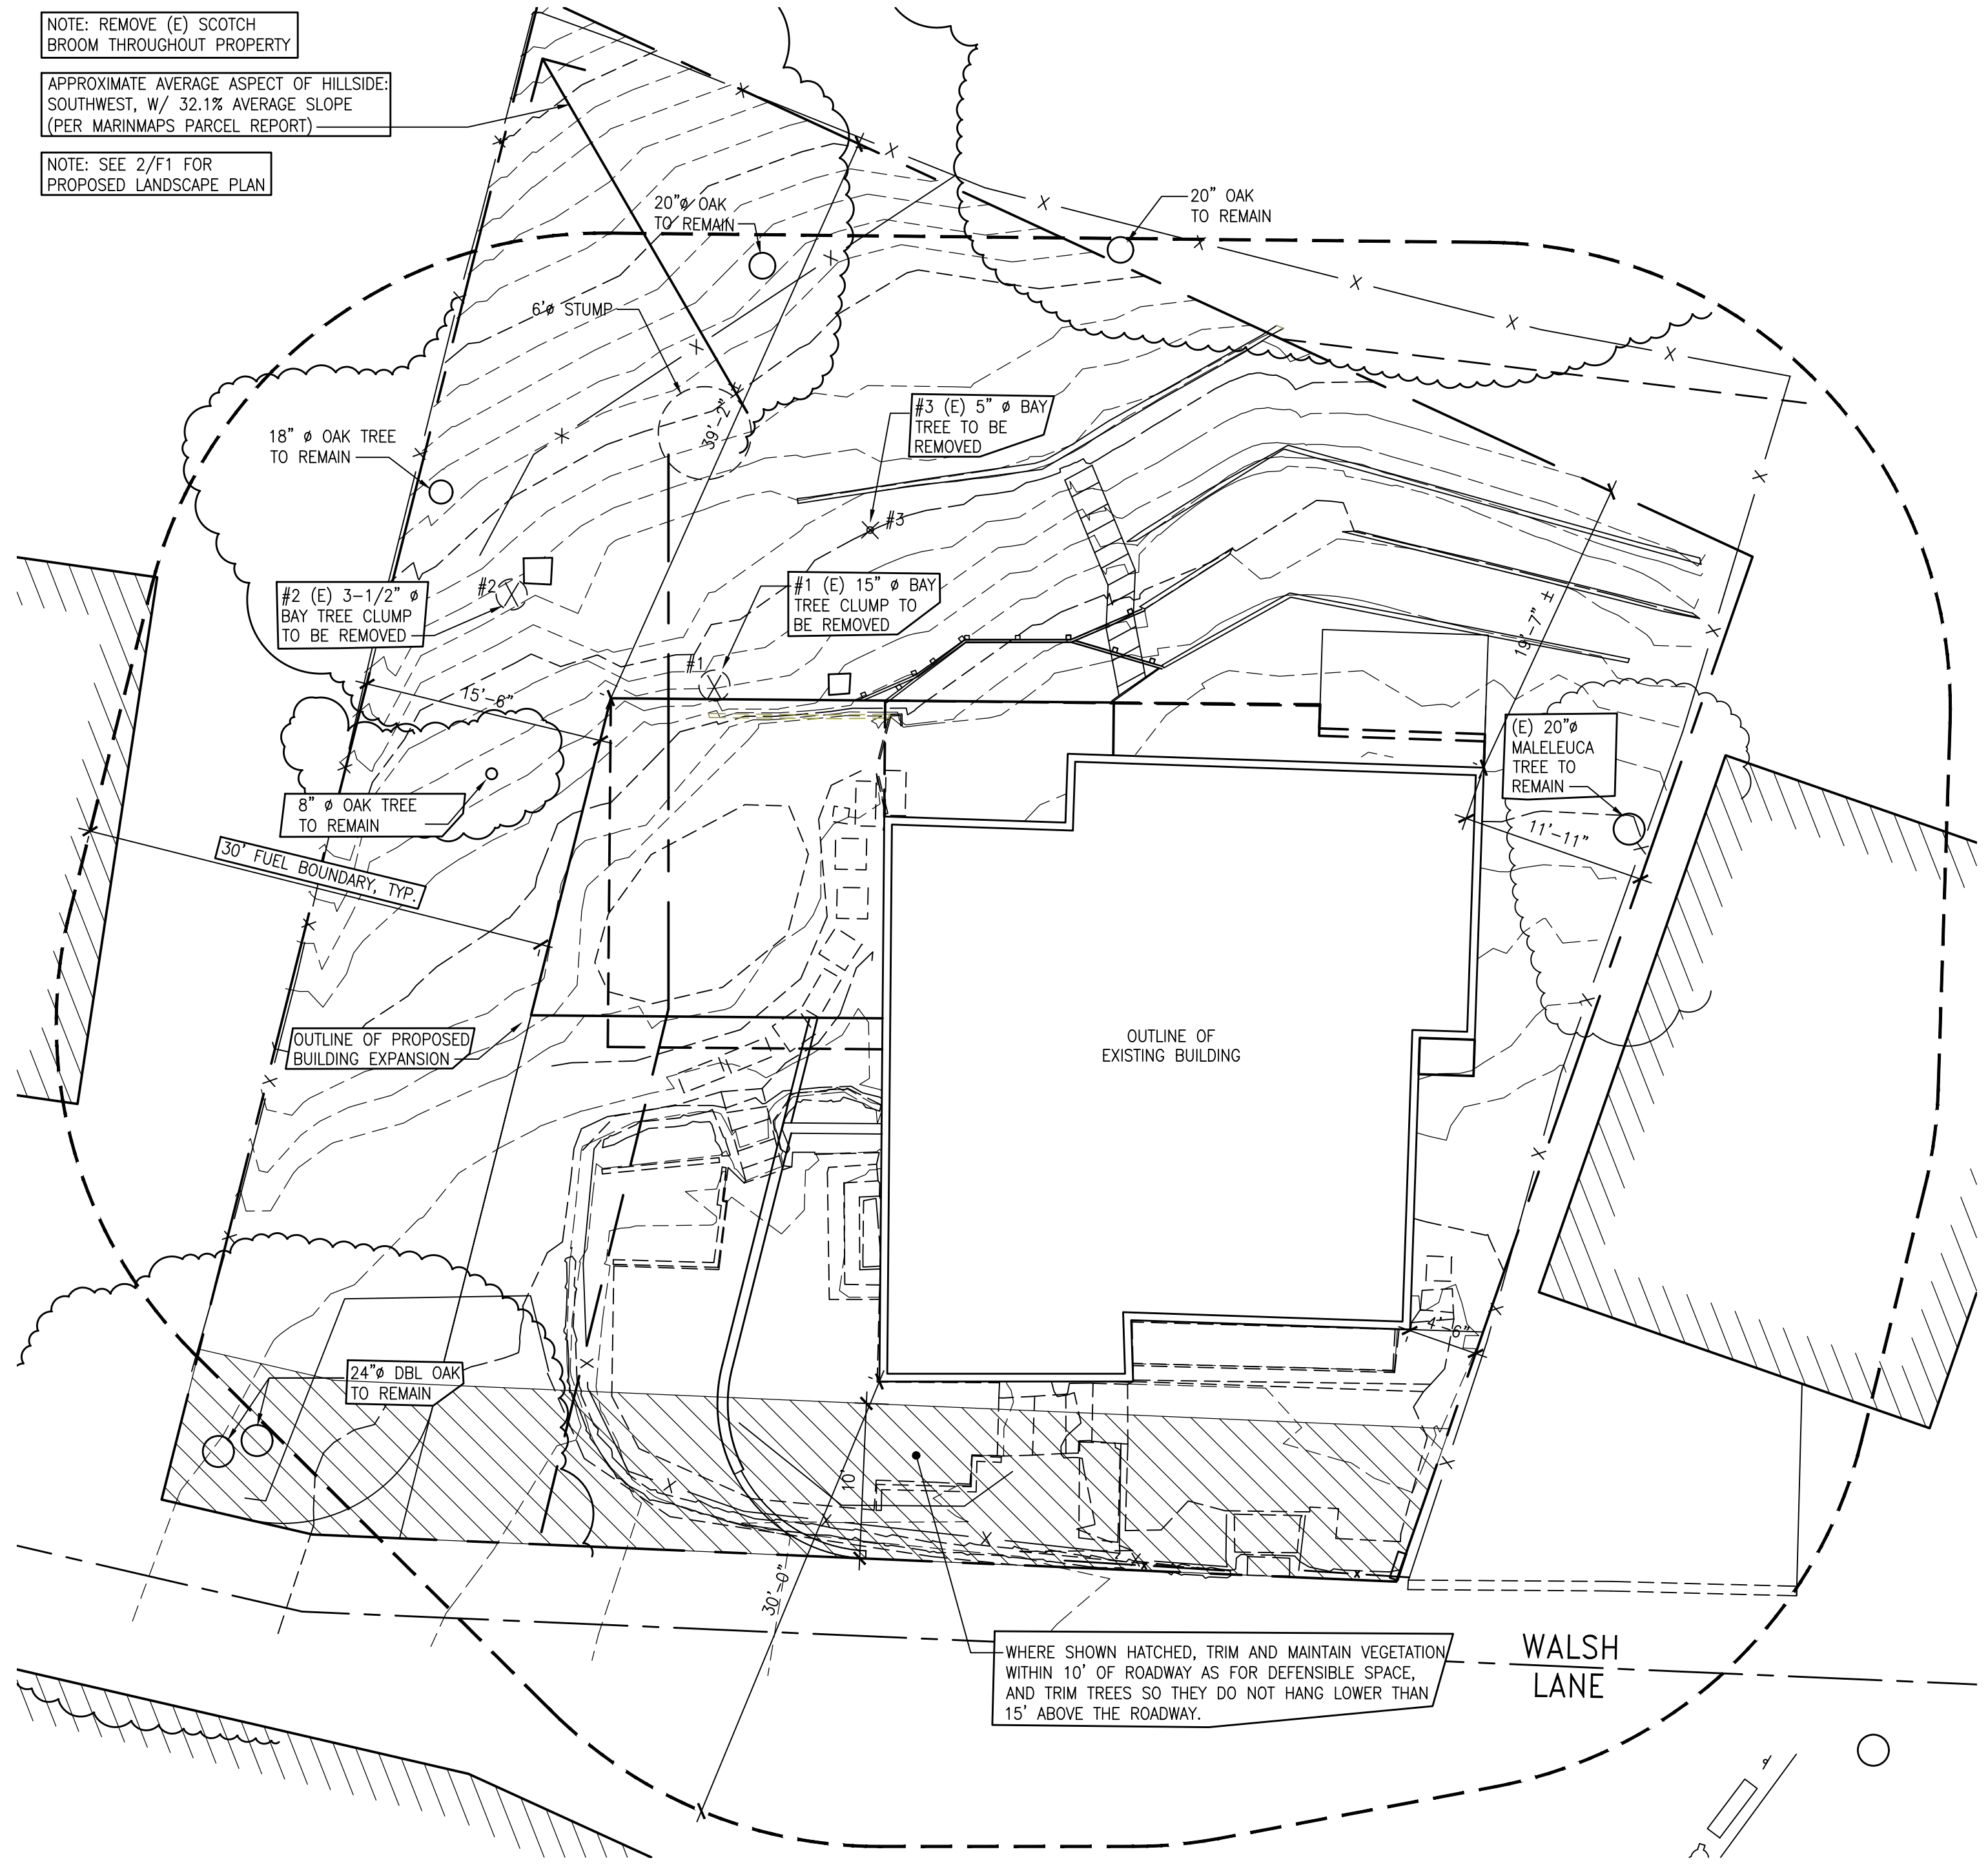 NOTE: REMOVE (E) SCOTCH
BROOM THROUGHOUT PROPERTY
APPROXIMATE AVERAGE ASPECT OF HILLSIDE:
SOUTHWEST, W/ 32.1% AVERAGE SLOPE
(PER MARINMAPS PARCEL REPORT)
NOTE: SEE 2/F1 FOR
PROPOSED LANDSCAPE PLAN
20"ø OAK
TO REMAIN
20" OAK
TO REMAIN
6'ø STUMP
39'-2" ±
#3 (E) 5" ø BAY
TREE TO BE
REMOVED
18" ø OAK TREE
TO REMAIN
#3
#2 (E) 3-1/2" ø
BAY TREE CLUMP
TO BE REMOVED
#2
#1 (E) 15" ø BAY
TREE CLUMP TO
BE REMOVED
19'-7" ±
#1
15'-6"
(E) 20"ø
MALELEUCA
TREE TO
REMAIN
8" ø OAK TREE
TO REMAIN
11'-11"
30' FUEL BOUNDARY, TYP.
OUTLINE OF PROPOSED
BUILDING EXPANSION
OUTLINE OF
EXISTING BUILDING
4'-6"
24"ø DBL OAK
TO REMAIN
10'
30'-0"
WHERE SHOWN HATCHED, TRIM AND MAINTAIN VEGETATION
WITHIN 10' OF ROADWAY AS FOR DEFENSIBLE SPACE,
AND TRIM TREES SO THEY DO NOT HANG LOWER THAN
15' ABOVE THE ROADWAY.
WALSH
LANE